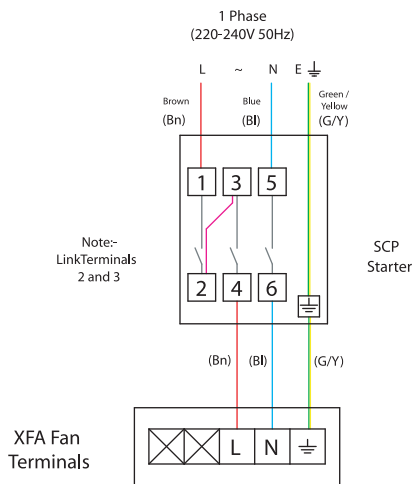 1 Phase
(220-240V 50Hz)
L ~ N E
Brown
(Bn)
Blue
(Bl)
Green /
Yellow
(G/Y)
1 3 5
Note:-
LinkTerminals
2 and 3
SCP
Starter
2 4 6
(Bn) (Bl) (G/Y)
XFA Fan
Terminals
L N